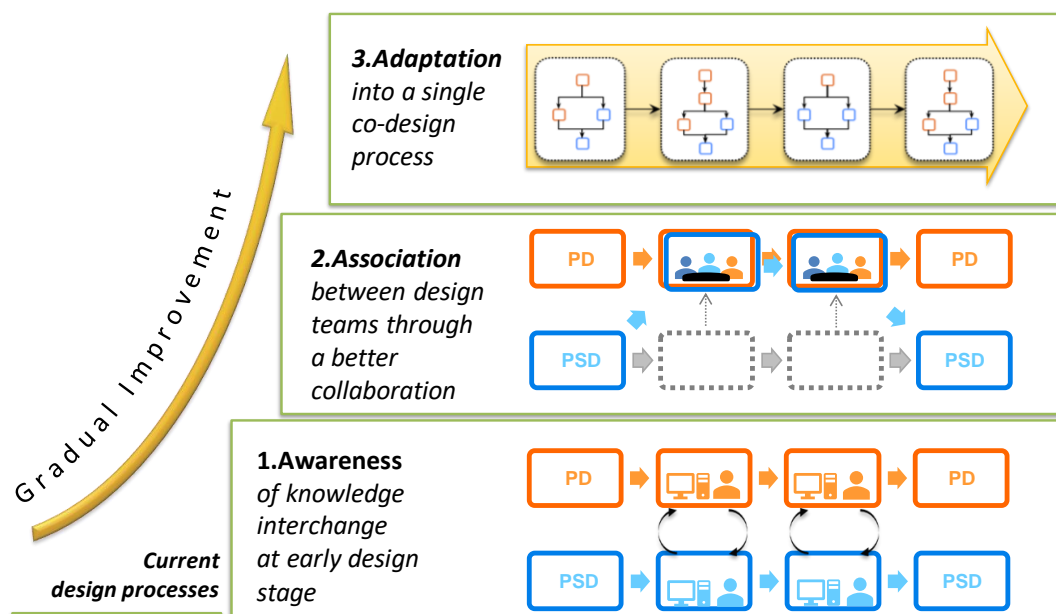 3.Adaptation
into a single
co-design
process
Gradual Improvement
2.Association
between design
teams through
a better
collaboration
PD
PD
PSD
PSD
1.Awareness
of knowledge
interchange
at early design
stage
PD
PD
PSD
PSD
Current
design processes